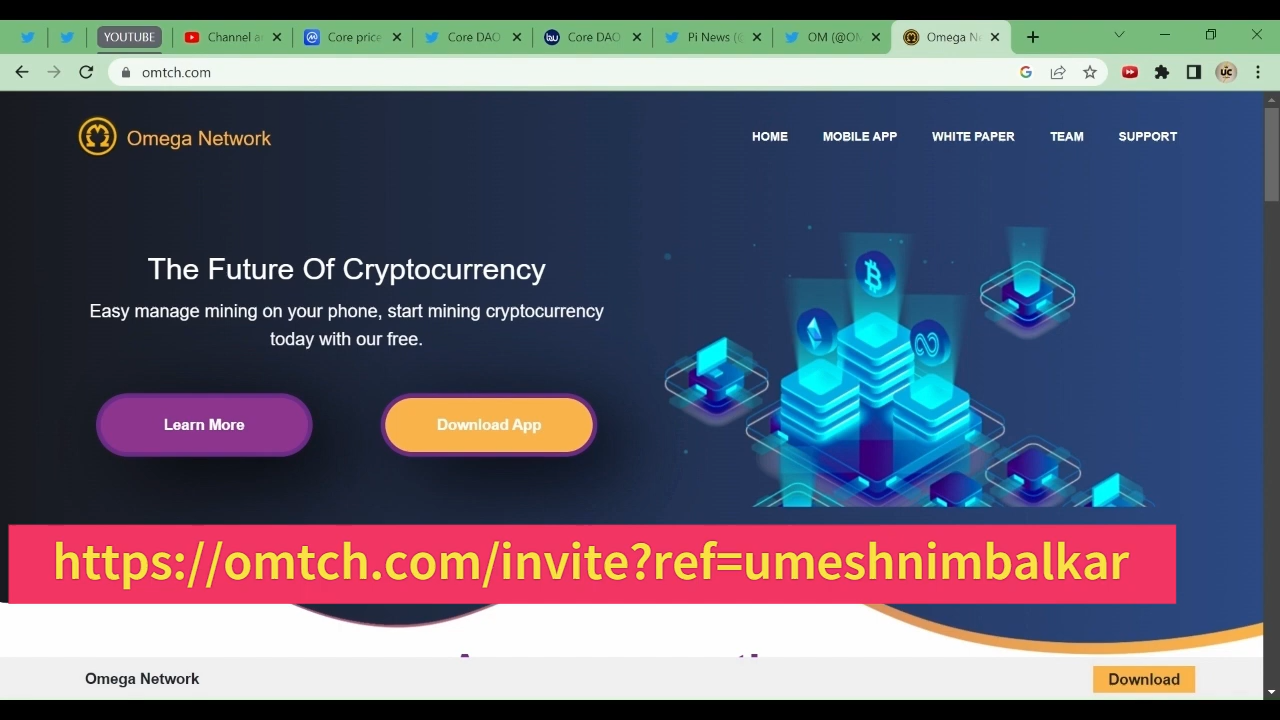 YOUTUBE
Channel a
Core price
Core DAO
Core DAO
Pi News (@
OM (@OM
Omega Ne
omtch.com
Omega Network
HOME MOBILE APP WHITE PAPER TEAM SUPPORT
The Future Of Cryptocurrency
Easy manage mining on your phone, start mining cryptocurrency
today with our free.
Learn More
Download App
https://omtch.com/invite?ref=umeshnimbalkar
Omega Network
Download